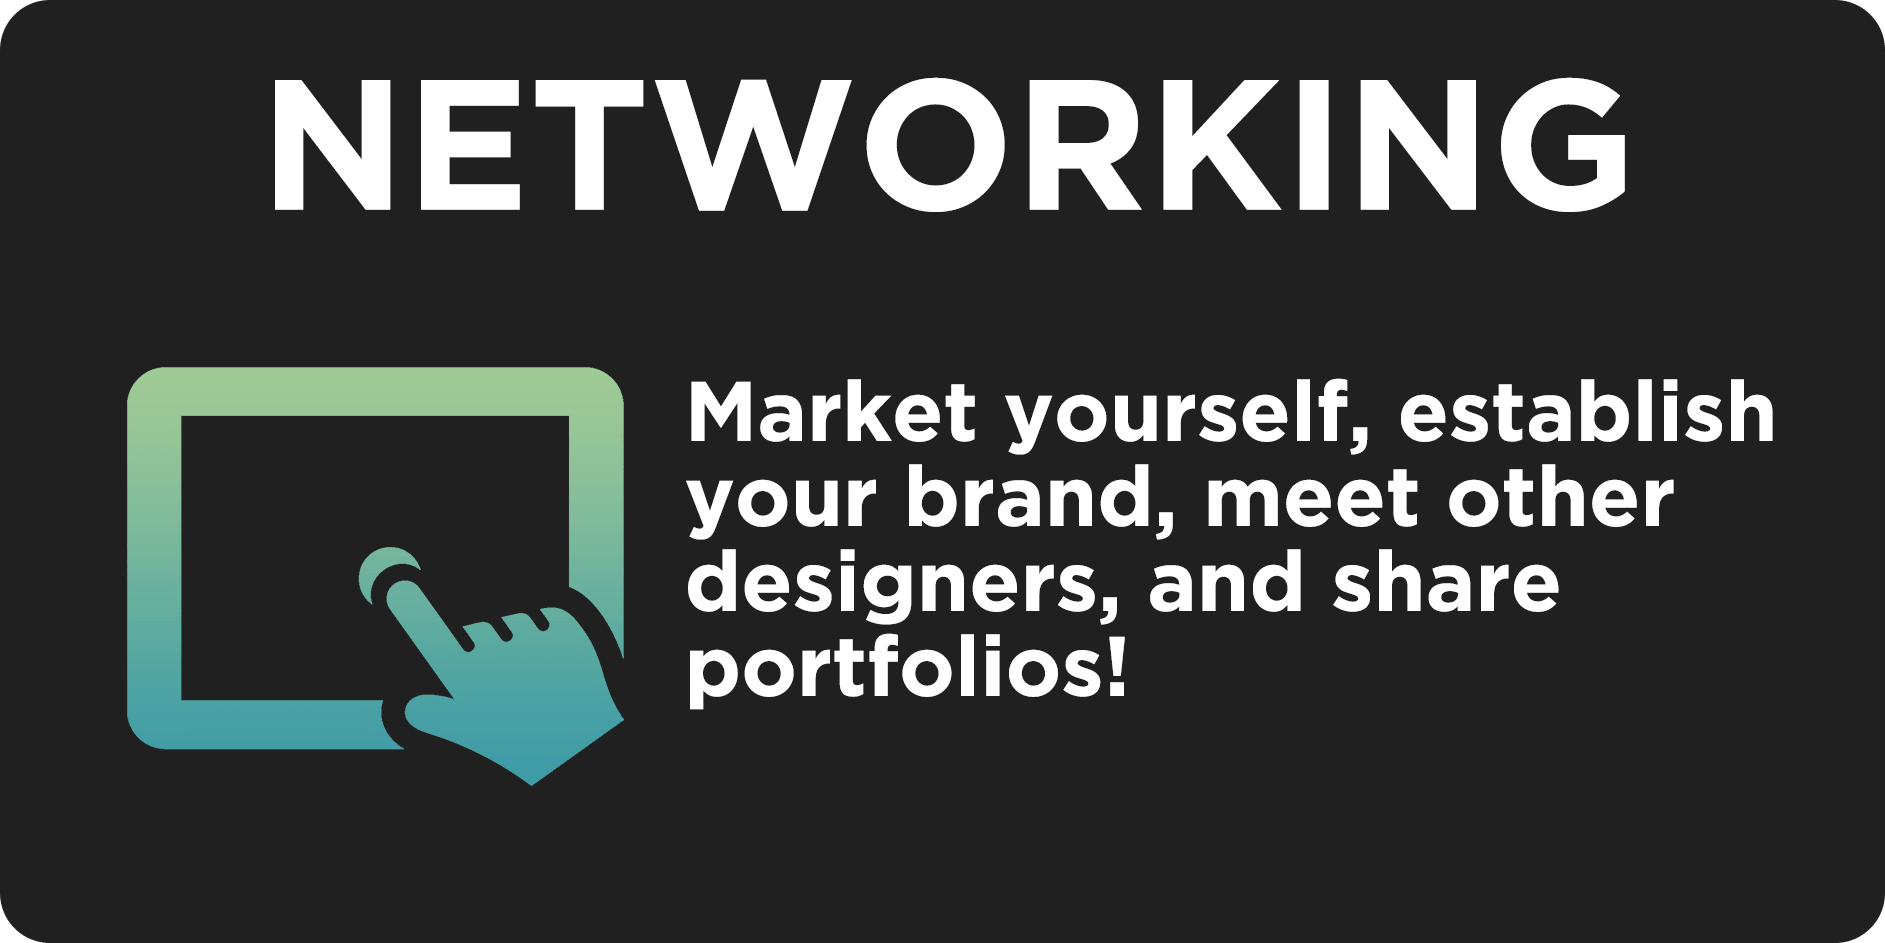 NETWORKING
Market yourself, establish
your brand, meet other
designers, and share
portfolios!